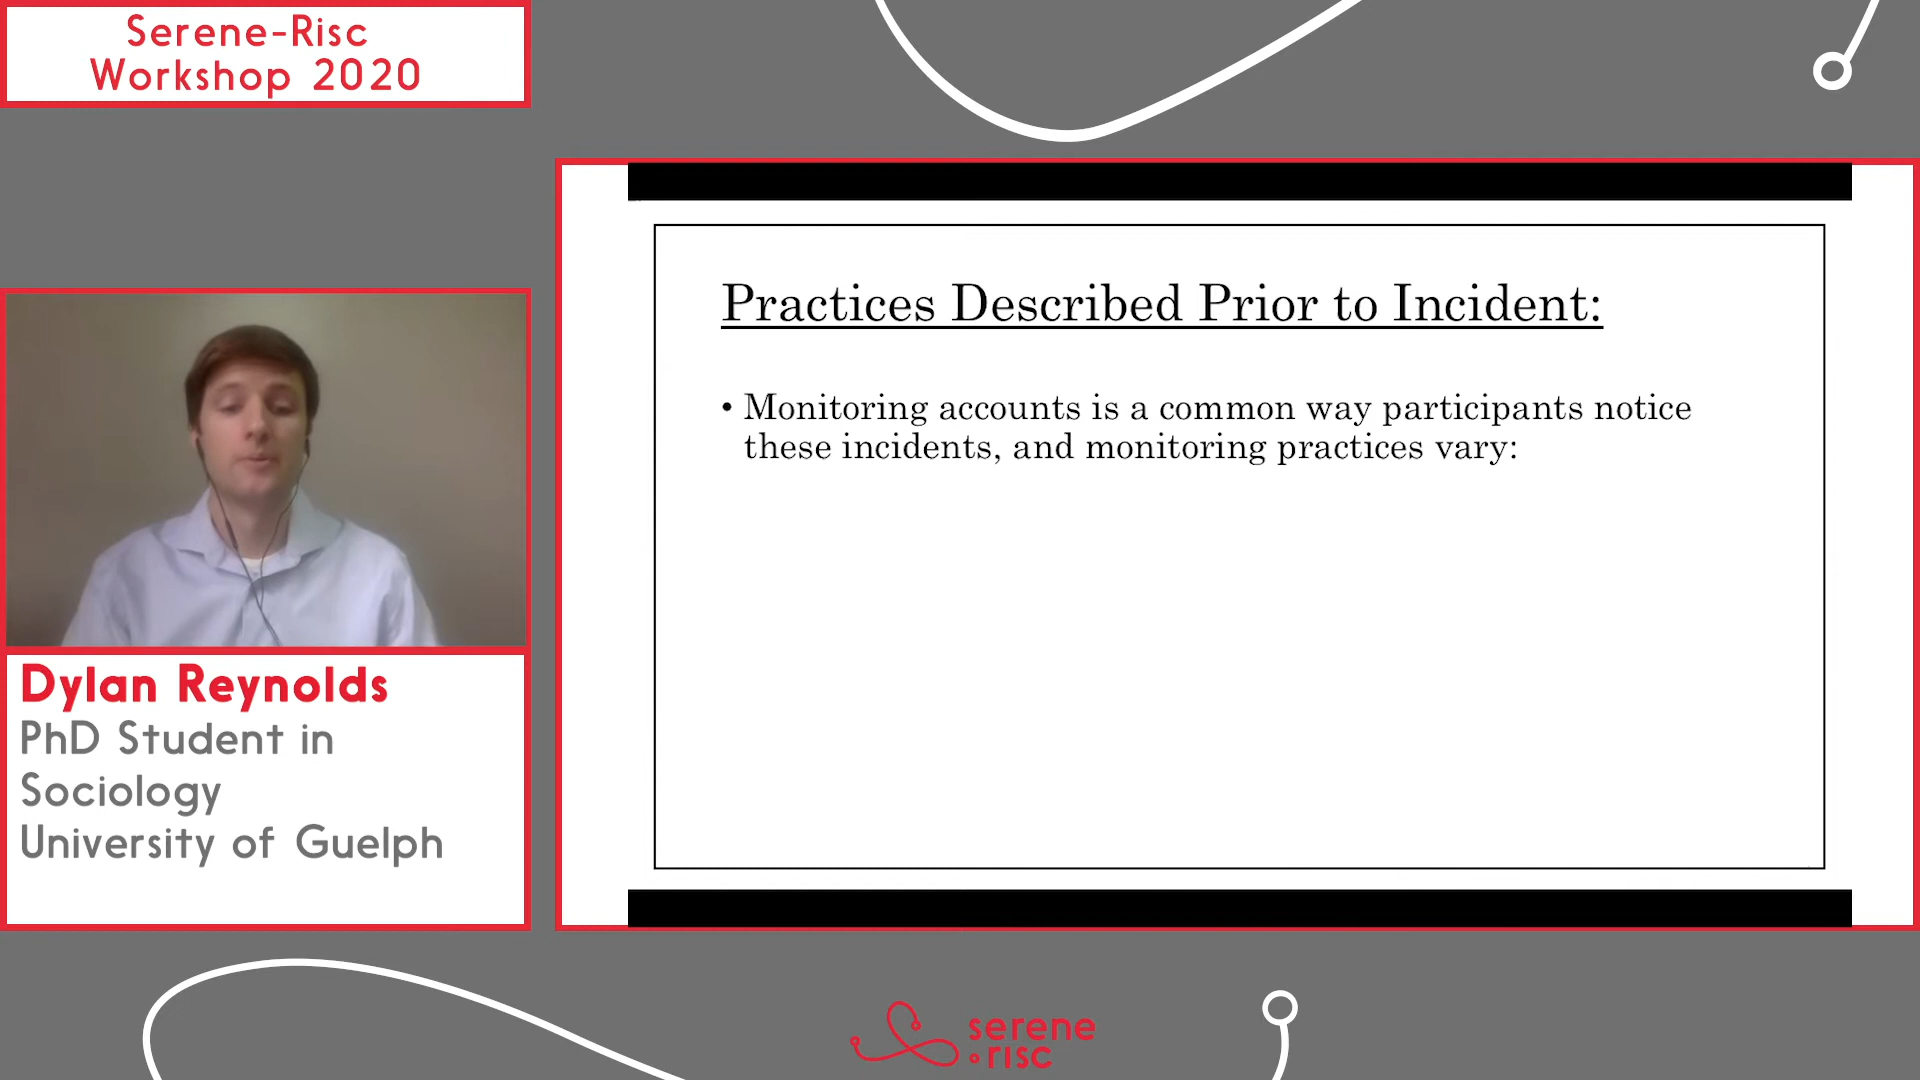 Serene-Risc
Workshop 2020
Practices Described Prior to Incident:
• Monitoring accounts is a common way participants notice
these incidents, and monitoring practices vary:
Dylan Reynolds
PhD Student in
Sociology
University of Guelph
serene
risc